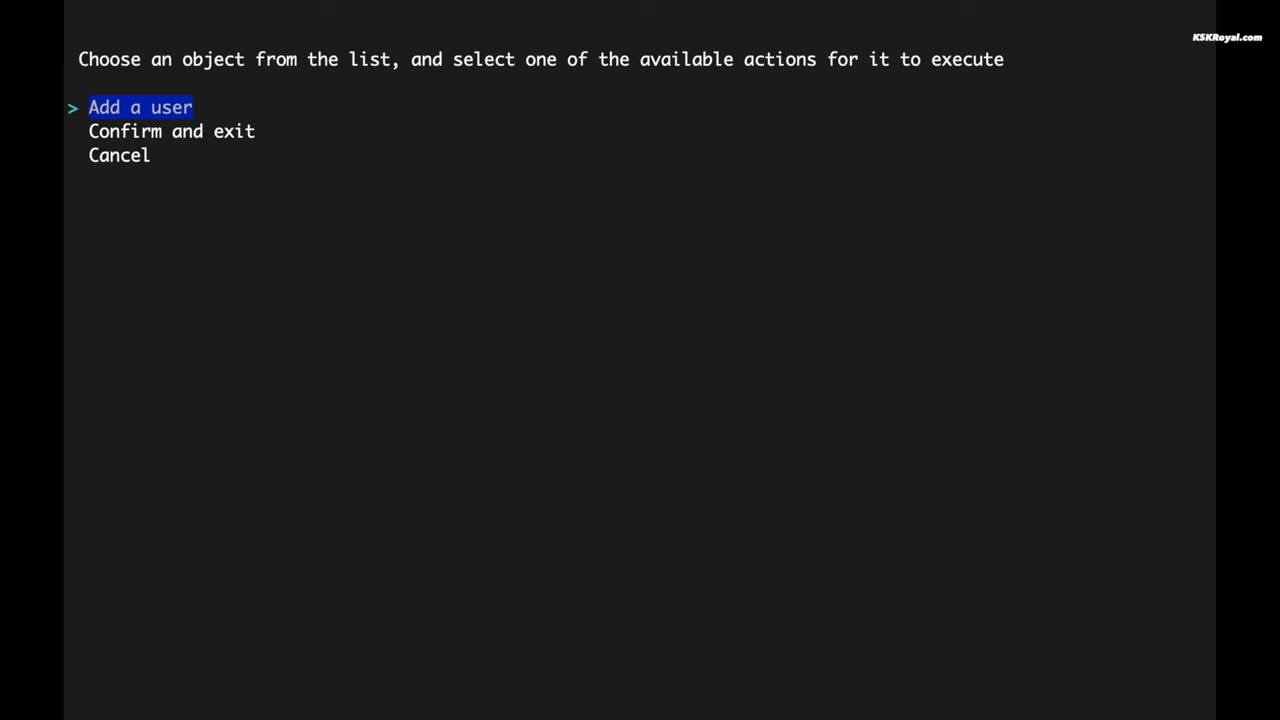 KSKRoyal.com
Choose an object from the list, and select one of the available actions for it to execute
> Add a user
Confirm and exit
Cancel